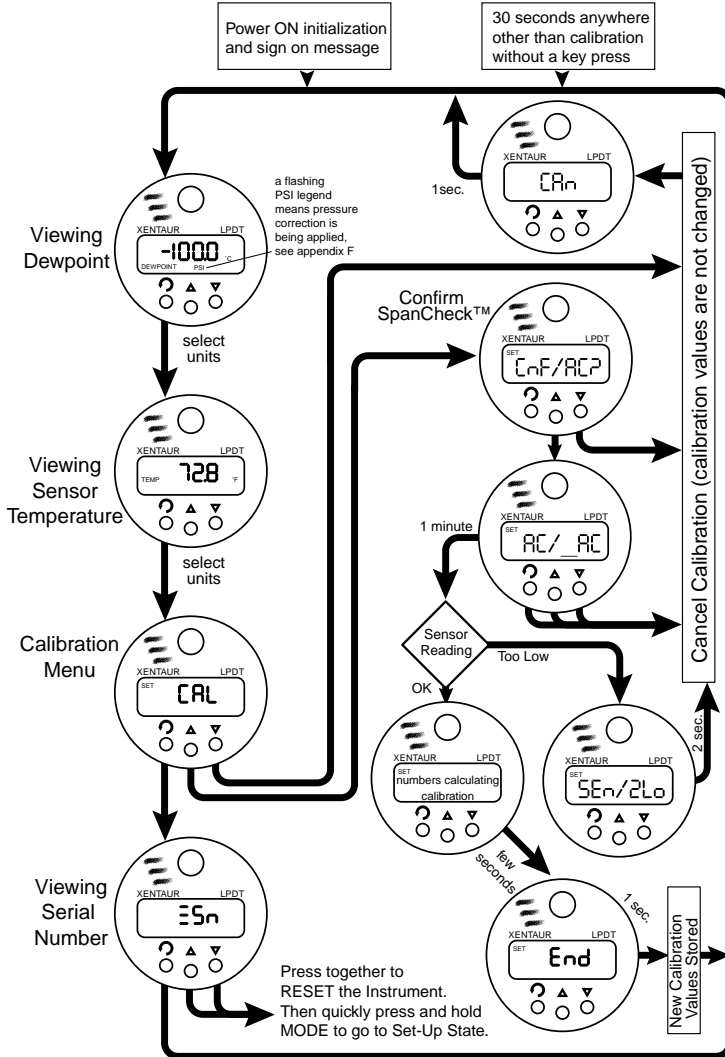 Power ON initialization
and sign on message
30 seconds anywhere
other than calibration
without a key press
XENTAUR LPDT
CAn
1sec.
Cancel Calibration (calibration values are not changed)
Viewing
Dewpoint
XENTAUR LPDT
-100.0 °C
DEWPOINT PSI
a flashing
PSI legend
means pressure
correction is
being applied,
see appendix F
select
units
Confirm
SpanCheck™
XENTAUR LPDT
SET
CnF/AC?
Viewing
Sensor
Temperature
XENTAUR LPDT
TEMP 72.8 °F
select
units
XENTAUR LPDT
SET
AC/__AC
1 minute
Sensor
Reading
Too Low
OK
Calibration
Menu
XENTAUR LPDT
SET
CAL
XENTAUR LPDT
SET
numbers calculating
calibration
XENTAUR LPDT
SET
SEn/2Lo
2 sec.
few
seconds
Viewing
Serial
Number
XENTAUR LPDT
Sn
XENTAUR LPDT
SET
End
1 sec.
New Calibration
Values Stored
Press together to
RESET the Instrument.
Then quickly press and hold
MODE to go to Set-Up State.